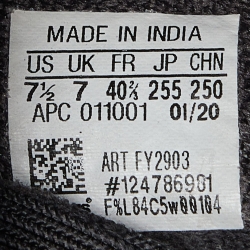 MADE IN INDIA
US UK FR JP CHN
7½ 7 40⅔ 255 250
APC 011001 01/20
ART FY2903
#124786981
F%L84C5w00104